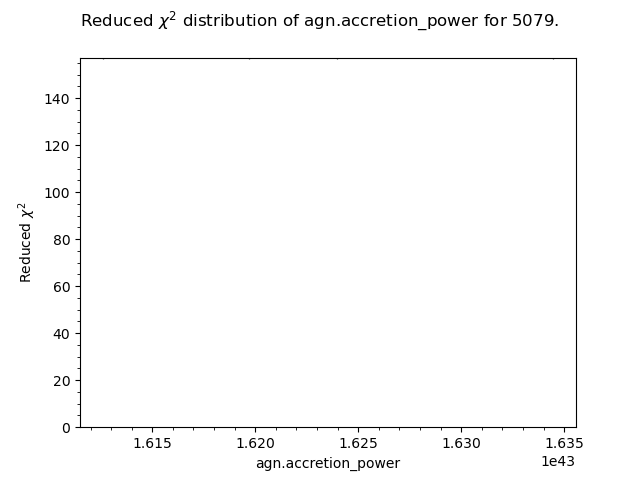 Reduced χ² distribution of agn.accretion_power for 5079.
140
120
100
80
60
40
20
0
Reduced χ²
1.615 1.620 1.625 1.630 1.635
1e43
agn.accretion_power